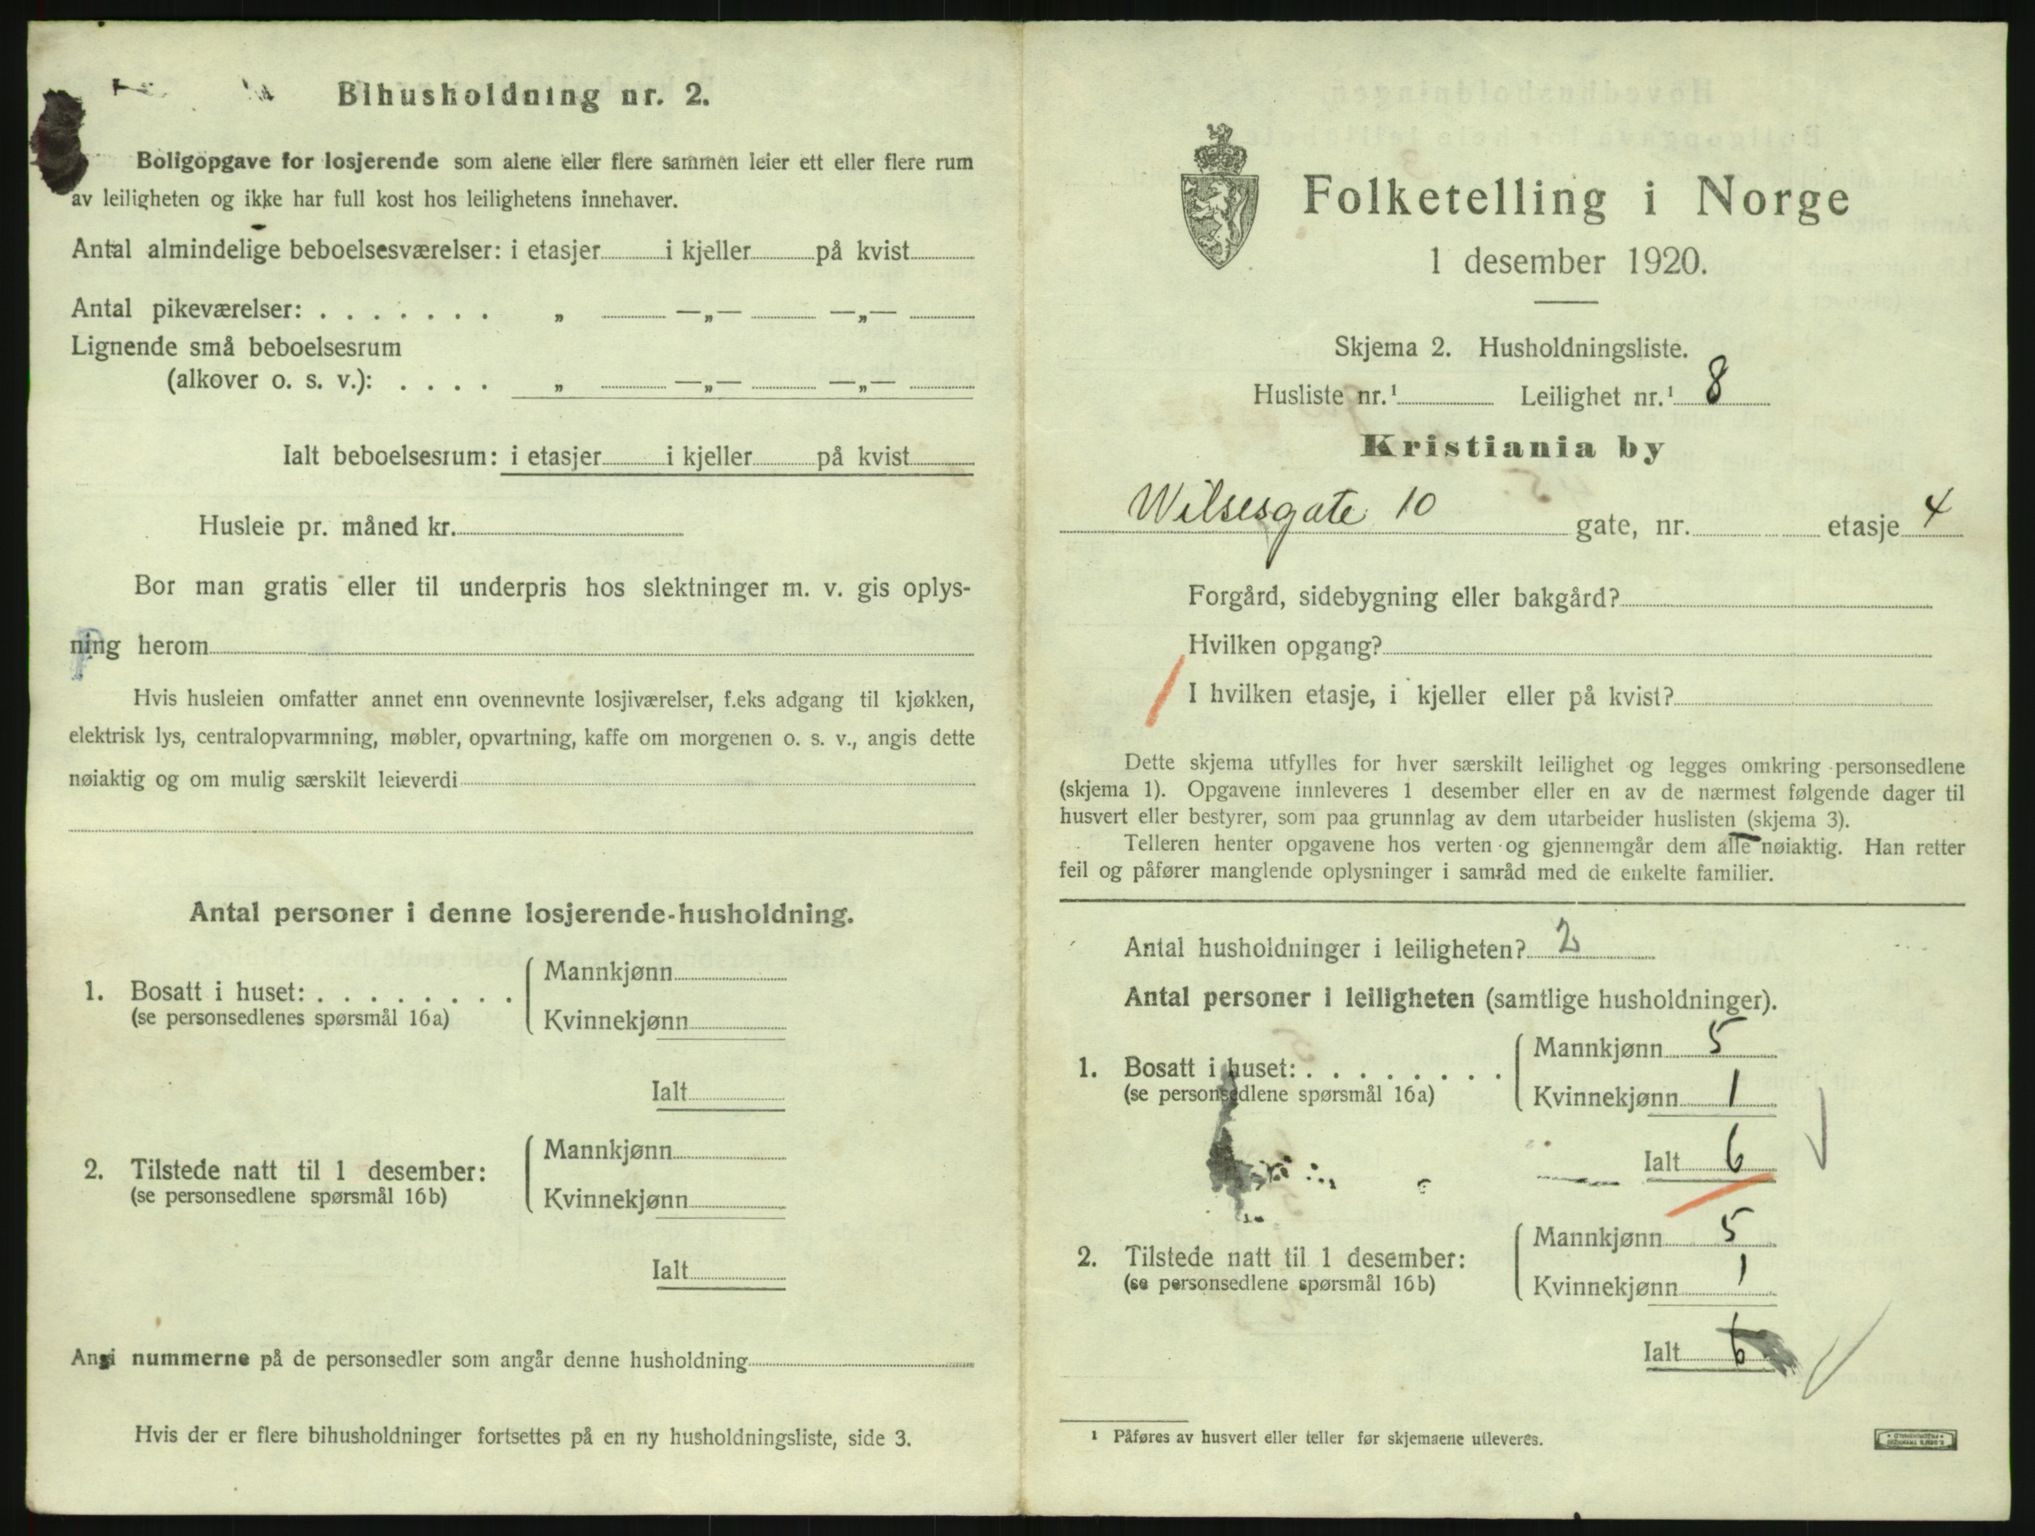 Bihusholdning nr. 2.
Boligopgave for losjerende som alene eller flere sammen leier ett eller flere rum
av leiligheten og ikke har full kost hos leilighetens innehaver.
Antal almindelige beboelsesværelser: i etasjer i kjeller på kvist
Antal pikeværelser: . . . . . . . „ —„— —„—
Lignende små beboelsesrum
(alkover o. s. v.): . . . . „ —„— —„—
Ialt beboelsesrum: i etasjer i kjeller på kvist
Husleie pr. måned kr.
Bor man gratis eller til underpris hos slektninger m. v. gis oplys-
ning herom
Hvis husleien omfatter annet enn ovennevnte losjiværelser, f.eks adgang til kjøkken,
elektrisk lys, centralopvarmning, møbler, opvartning, kaffe om morgenen o. s. v., angis dette
nøiaktig og om mulig særskilt leieverdi
Antal personer i denne losjerende-husholdning.
1. Bosatt i huset: . . . . . . . . Mannkjønn
(se personsedlenes spørsmål 16a) Kvinnekjønn
Ialt
2. Tilstede natt til 1 desember: Mannkjønn
(se personsedlene spørsmål 16b) Kvinnekjønn
Ialt
Angi nummerne på de personsedler som angår denne husholdning
Hvis der er flere bihusholdninger fortsettes på en ny husholdningsliste, side 3.
Folketelling i Norge
1 desember 1920.
Skjema 2. Husholdningsliste.
Husliste nr.¹ Leilighet nr.¹ 8
Kristiania by
Wilsesgate 10 gate, nr. etasje 4
Forgård, sidebygning eller bakgård?
Hvilken opgang?
I hvilken etasje, i kjeller eller på kvist?
Dette skjema utfylles for hver særskilt leilighet og legges omkring personsedlene
(skjema 1). Opgavene innleveres 1 desember eller en av de nærmest følgende dager til
husvert eller bestyrer, som paa grunnlag av dem utarbeider huslisten (skjema 3).
Telleren henter opgavene hos verten og gjennemgår dem alle nøiaktig. Han retter
feil og påfører manglende oplysninger i samråd med de enkelte familier.
Antal husholdninger i leiligheten? 2
Antal personer i leiligheten (samtlige husholdninger).
1. Bosatt i huset: . . . . . . . . Mannkjønn 5
(se personsedlene spørsmål 16a) Kvinnekjønn 1
Ialt 6
2. Tilstede natt til 1 desember: Mannkjønn 5
(se personsedlene spørsmål 16b) Kvinnekjønn 1
Ialt 6
¹ Påføres av husvert eller teller før skjemaene utleveres.